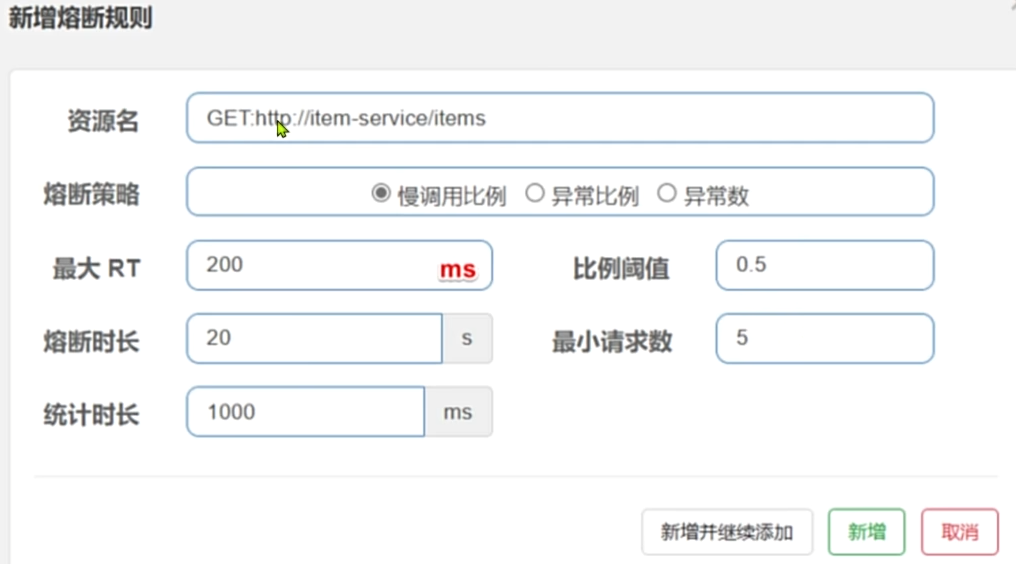 新增熔断规则
资源名 GET:http://item-service/items
熔断策略 慢调用比例 异常比例 异常数
最大 RT 200 ms 比例阈值 0.5
熔断时长 20 s 最小请求数 5
统计时长 1000 ms
新增并继续添加 新增 取消